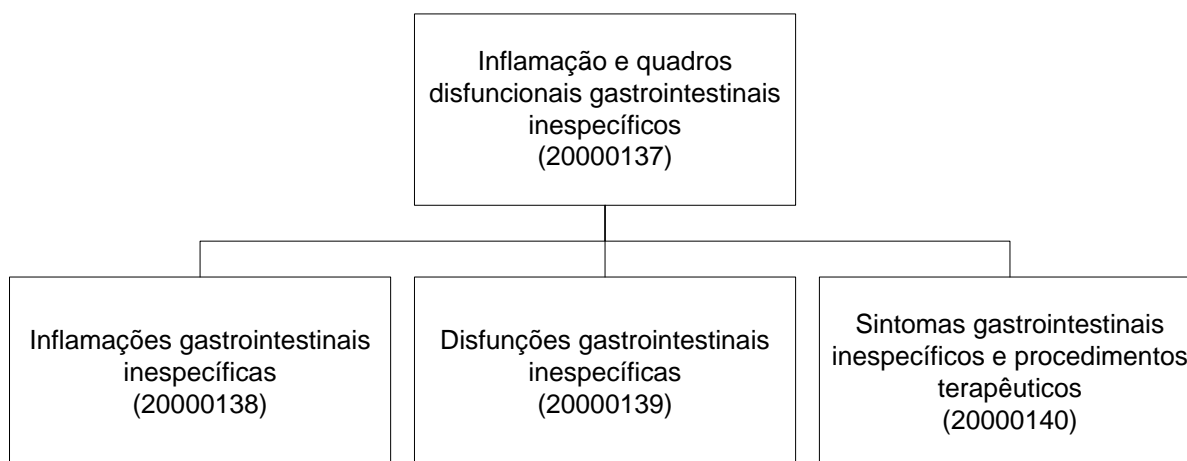 Inflamação e quadros
disfuncionais gastrointestinais
inespecíficos
(20000137)
Inflamações gastrointestinais
inespecíficas
(20000138)
Disfunções gastrointestinais
inespecíficas
(20000139)
Sintomas gastrointestinais
inespecíficos e procedimentos
terapêuticos
(20000140)